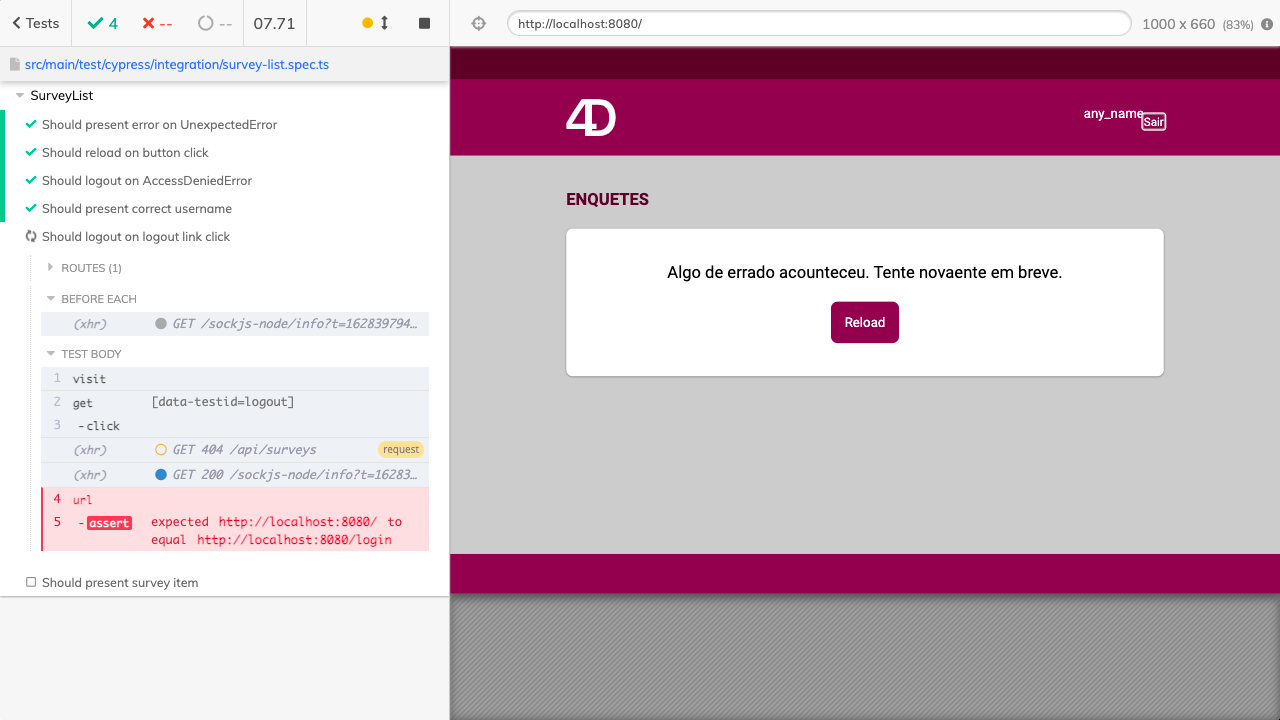 Tests
4
--
--
07.71
http://localhost:8080/
1000 x 660 (83%)
src/main/test/cypress/integration/survey-list.spec.ts
SurveyList
Should present error on UnexpectedError
Should reload on button click
Should logout on AccessDeniedError
Should present correct username
Should logout on logout link click
ROUTES (1)
BEFORE EACH
(xhr) GET /sockjs-node/info?t=162839794…
TEST BODY
1 visit
2 get [data-testid=logout]
3 -click
(xhr) GET 404 /api/surveys request
(xhr) GET 200 /sockjs-node/info?t=16283…
4 url
5 -assert expected http://localhost:8080/ to
equal http://localhost:8080/login
Should present survey item
4D
any_name
Sair
ENQUETES
Algo de errado acounteceu. Tente novaente em breve.
Reload